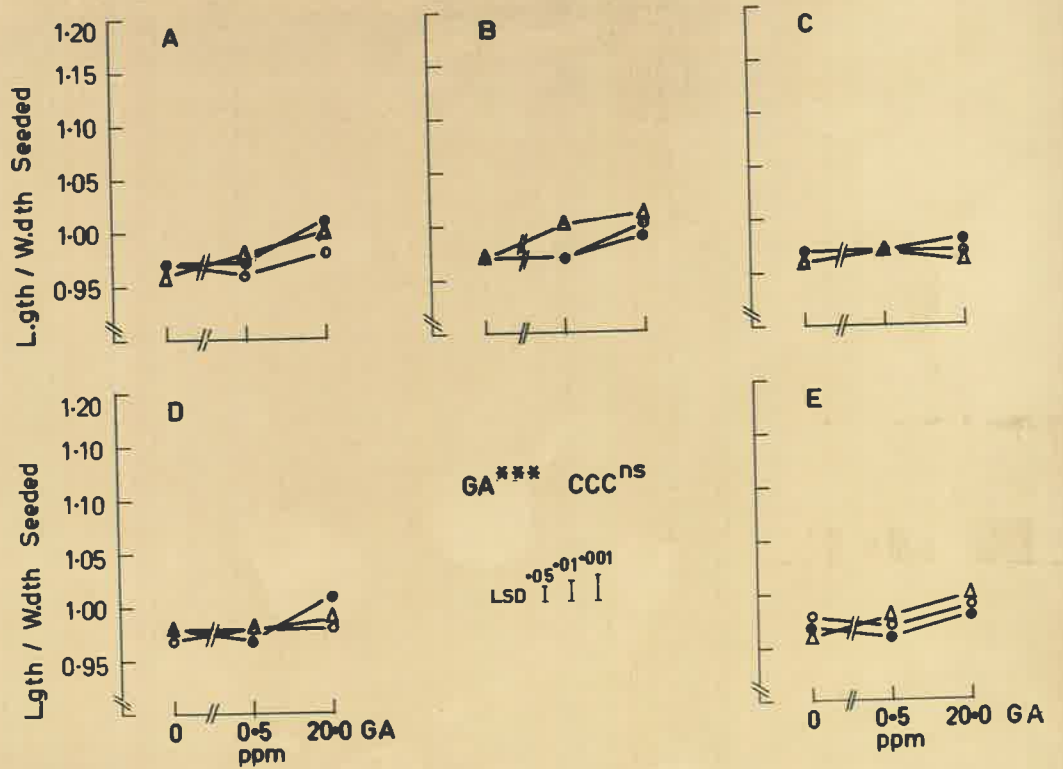 L.gth / W.dth Seeded
A
1·20
1·15
1·10
1·05
1·00
0·95
B
C
L.gth / W.dth Seeded
D
1·20
1·10
1·10
1·05
1·00
0·95
0 0·5 20·0 GA
ppm
GA*** CCCns
LSD ·05 ·01 ·001
E
0 0·5 20·0 GA
ppm